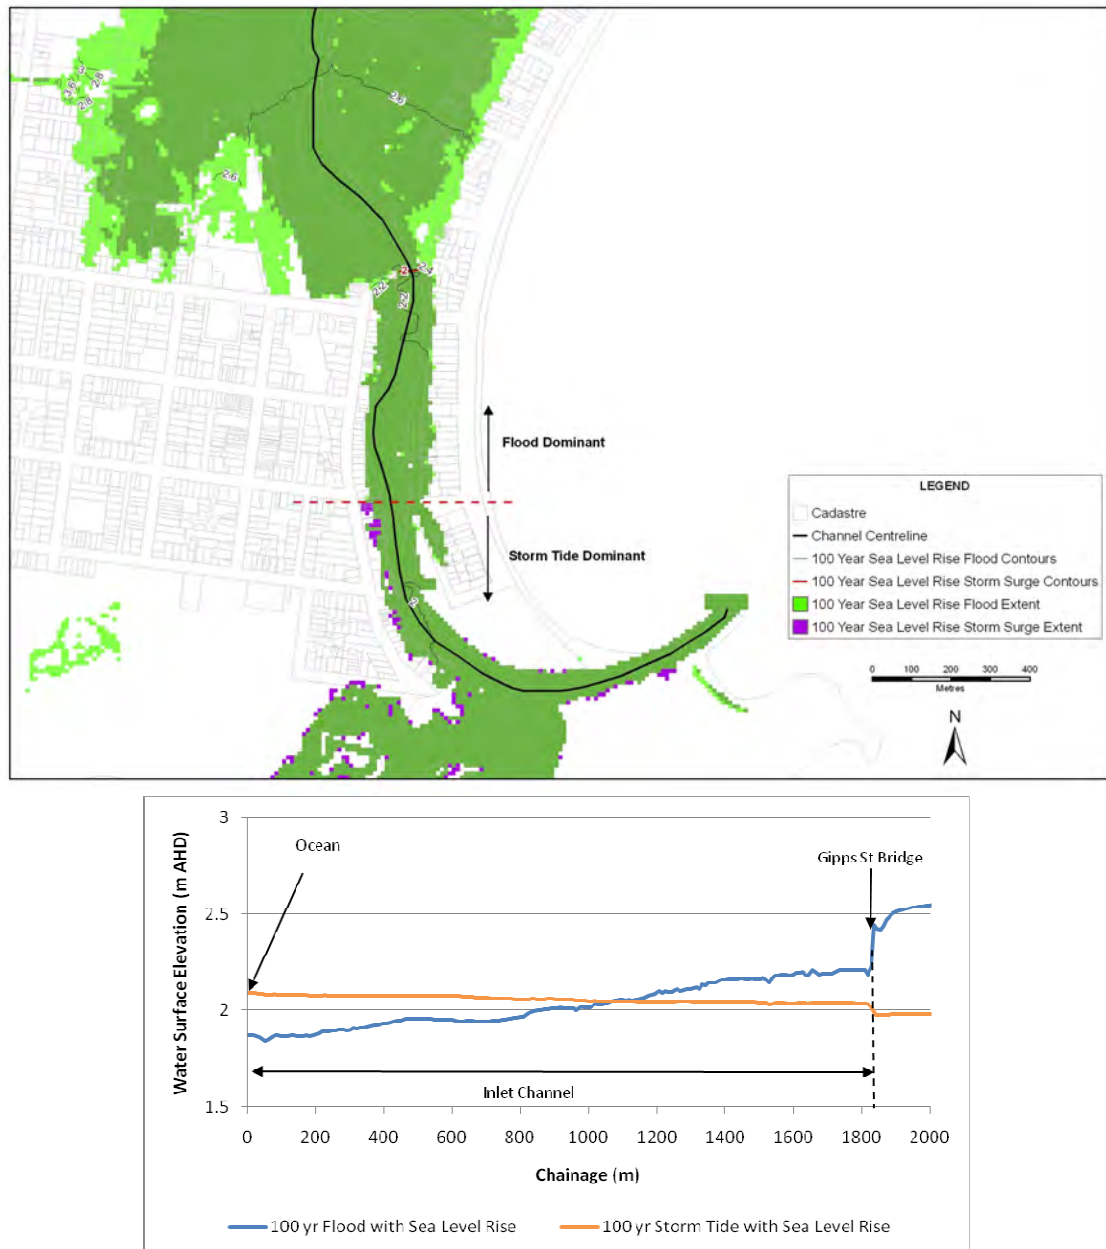 3
3.6
2.8
2.8
2.6
2.6
2
2.4
2.2
2.2
Flood Dominant
Storm Tide Dominant
2
LEGEND
Cadastre
Channel Centreline
100 Year Sea Level Rise Flood Contours
100 Year Sea Level Rise Storm Surge Contours
100 Year Sea Level Rise Flood Extent
100 Year Sea Level Rise Storm Surge Extent
0 100 200 300 400
Metres
N
3
2.5
2
1.5
Water Surface Elevation (m AHD)
Ocean
Gipps St Bridge
Inlet Channel
0 200 400 600 800 1000 1200 1400 1600 1800 2000
Chainage (m)
100 yr Flood with Sea Level Rise
100 yr Storm Tide with Sea Level Rise